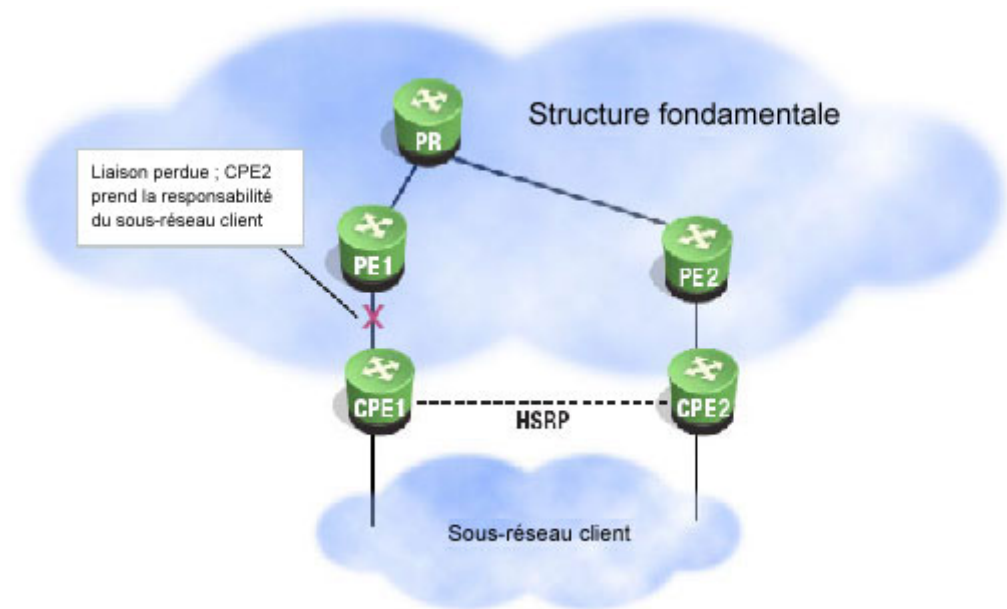 Structure fondamentale
PR
Liaison perdue ; CPE2
prend la responsabilité
du sous-réseau client
PE1
PE2
X
CPE1
HSRP
CPE2
Sous-réseau client